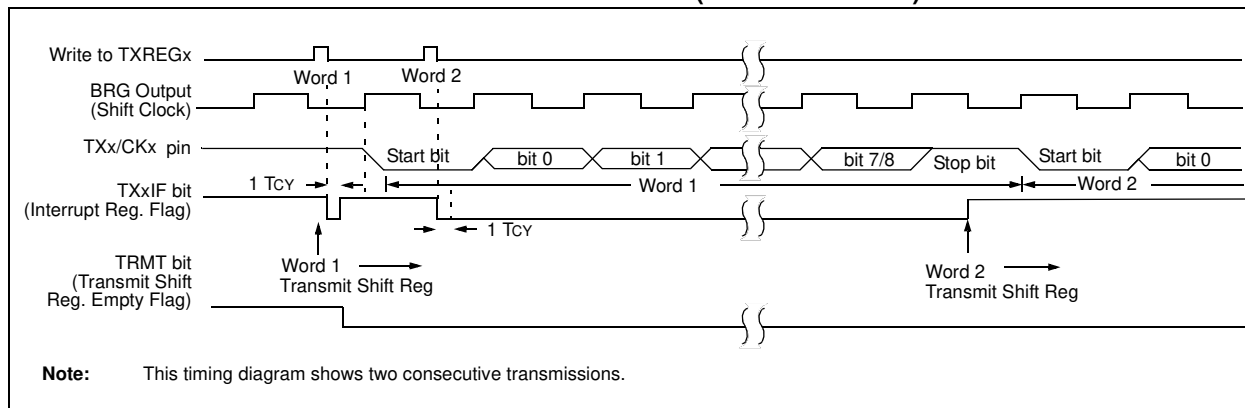 Write to TXREGx
Word 1
Word 2
BRG Output
(Shift Clock)
TXx/CKx pin
Start bit
bit 0
bit 1
bit 7/8
Stop bit
Start bit
bit 0
1 TCY
Word 1
Word 2
TXxIF bit
(Interrupt Reg. Flag)
1 TCY
TRMT bit
(Transmit Shift
Reg. Empty Flag)
Word 1
Transmit Shift Reg
Word 2
Transmit Shift Reg
Note: This timing diagram shows two consecutive transmissions.